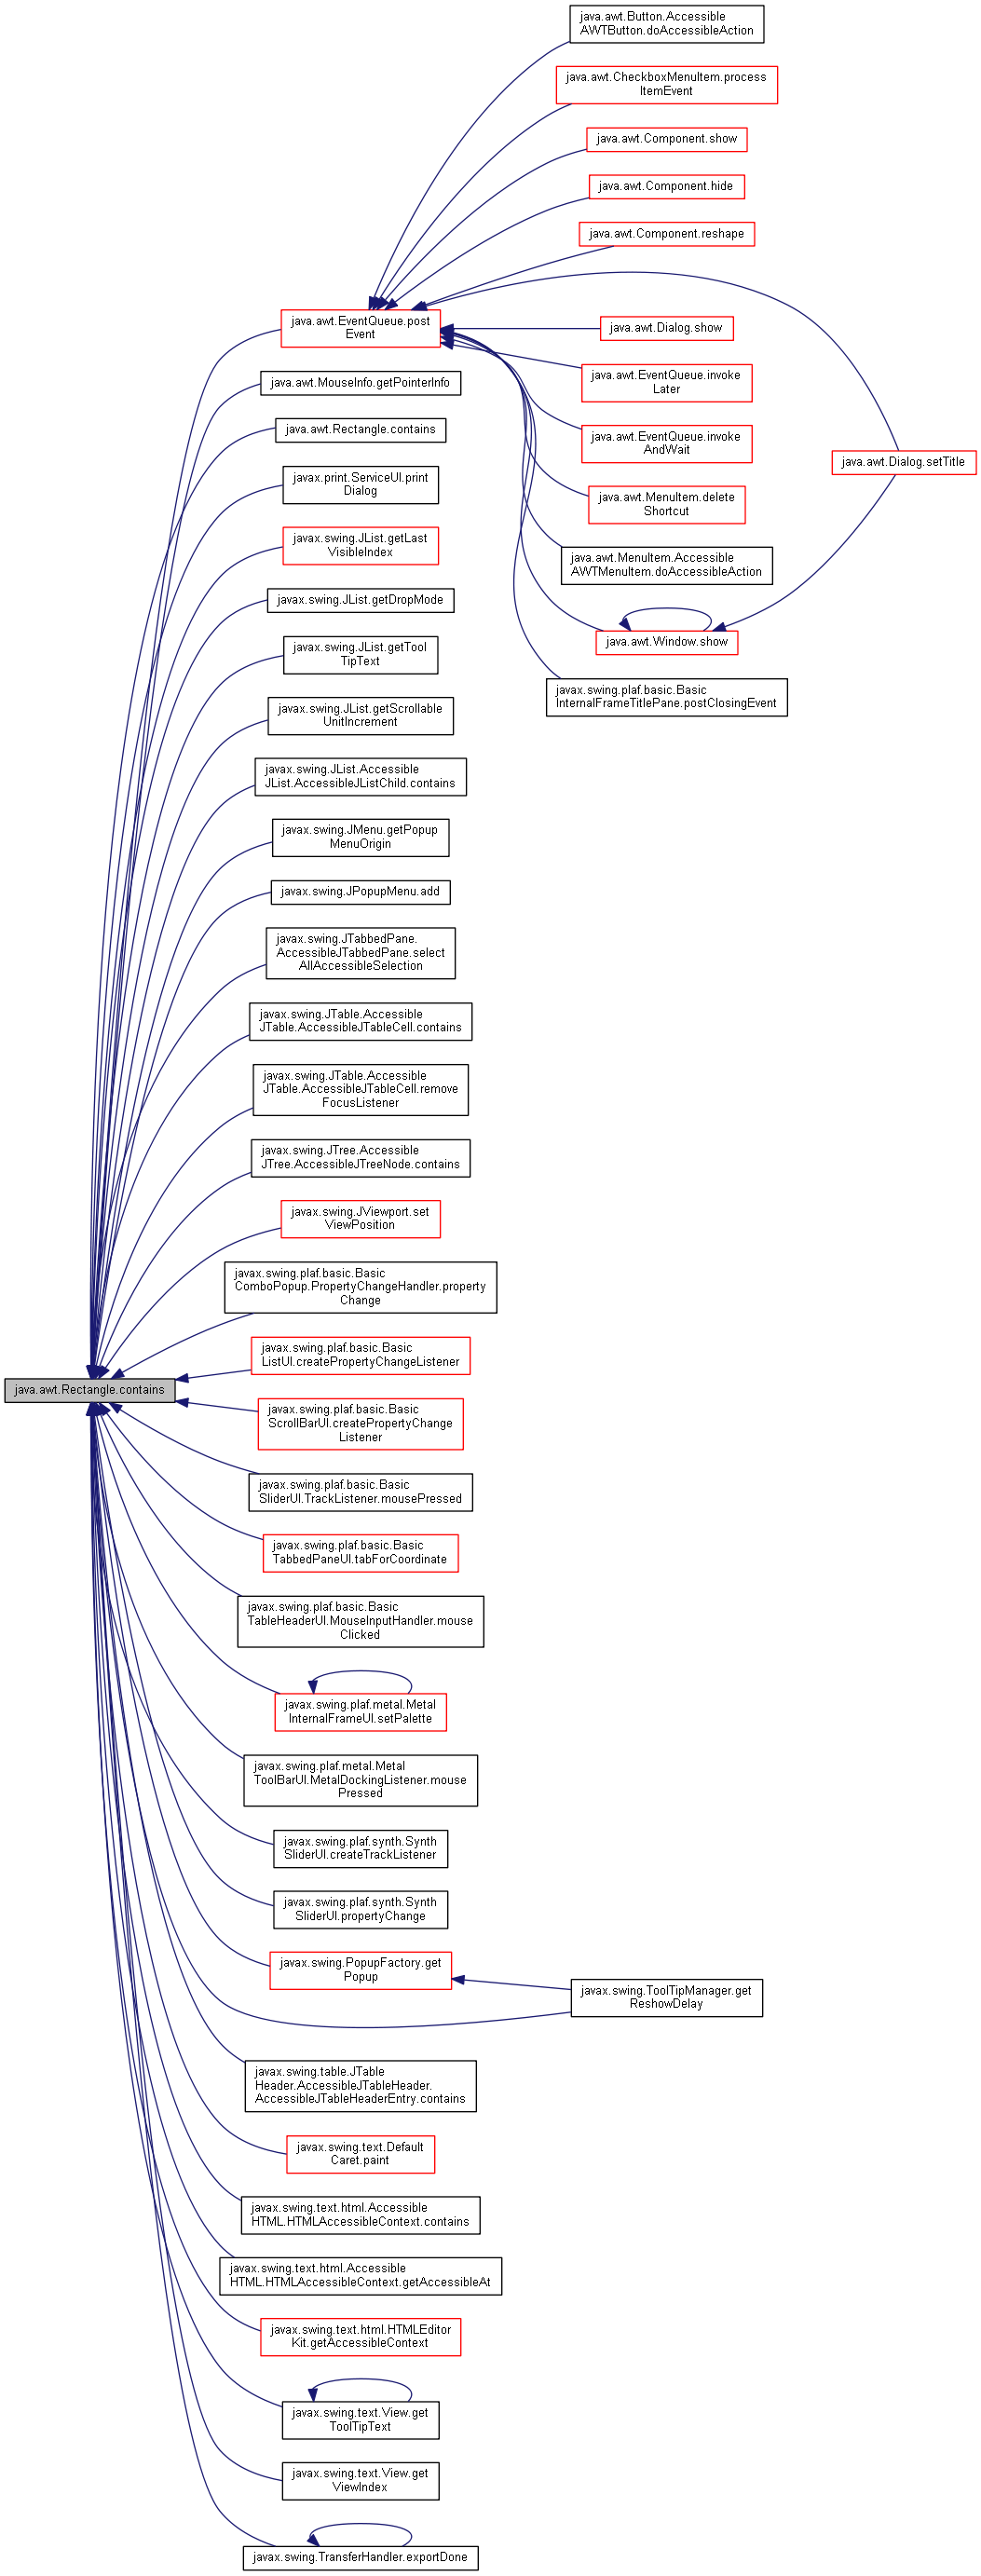 java.awt.Button.Accessible
AWTButton.doAccessibleAction
java.awt.CheckboxMenuItem.process
ItemEvent
java.awt.Component.show
java.awt.Component.hide
java.awt.Component.reshape
java.awt.EventQueue.post
Event
java.awt.Dialog.show
java.awt.EventQueue.invoke
Later
java.awt.EventQueue.invoke
AndWait
java.awt.Dialog.setTitle
java.awt.MenuItem.delete
Shortcut
java.awt.MenuItem.Accessible
AWTMenuItem.doAccessibleAction
java.awt.Window.show
javax.swing.plaf.basic.Basic
InternalFrameTitlePane.postClosingEvent
java.awt.MouseInfo.getPointerInfo
java.awt.Rectangle.contains
javax.print.ServiceUI.print
Dialog
javax.swing.JList.getLast
VisibleIndex
javax.swing.JList.getDropMode
javax.swing.JList.getTool
TipText
javax.swing.JList.getScrollable
UnitIncrement
javax.swing.JList.Accessible
JList.AccessibleJListChild.contains
javax.swing.JMenu.getPopup
MenuOrigin
javax.swing.JPopupMenu.add
javax.swing.JTabbedPane.
AccessibleJTabbedPane.select
AllAccessibleSelection
javax.swing.JTable.Accessible
JTable.AccessibleJTableCell.contains
javax.swing.JTable.Accessible
JTable.AccessibleJTableCell.remove
FocusListener
javax.swing.JTree.Accessible
JTree.AccessibleJTreeNode.contains
javax.swing.JViewport.set
ViewPosition
javax.swing.plaf.basic.Basic
ComboPopup.PropertyChangeHandler.property
Change
javax.swing.plaf.basic.Basic
ListUI.createPropertyChangeListener
java.awt.Rectangle.contains
javax.swing.plaf.basic.Basic
ScrollBarUI.createPropertyChange
Listener
javax.swing.plaf.basic.Basic
SliderUI.TrackListener.mousePressed
javax.swing.plaf.basic.Basic
TabbedPaneUI.tabForCoordinate
javax.swing.plaf.basic.Basic
TableHeaderUI.MouseInputHandler.mouse
Clicked
javax.swing.plaf.metal.Metal
InternalFrameUI.setPalette
javax.swing.plaf.metal.Metal
ToolBarUI.MetalDockingListener.mouse
Pressed
javax.swing.plaf.synth.Synth
SliderUI.createTrackListener
javax.swing.plaf.synth.Synth
SliderUI.propertyChange
javax.swing.PopupFactory.get
Popup
javax.swing.ToolTipManager.get
ReshowDelay
javax.swing.table.JTable
Header.AccessibleJTableHeader.
AccessibleJTableHeaderEntry.contains
javax.swing.text.Default
Caret.paint
javax.swing.text.html.Accessible
HTML.HTMLAccessibleContext.contains
javax.swing.text.html.Accessible
HTML.HTMLAccessibleContext.getAccessibleAt
javax.swing.text.html.HTMLEditor
Kit.getAccessibleContext
javax.swing.text.View.get
ToolTipText
javax.swing.text.View.get
ViewIndex
javax.swing.TransferHandler.exportDone